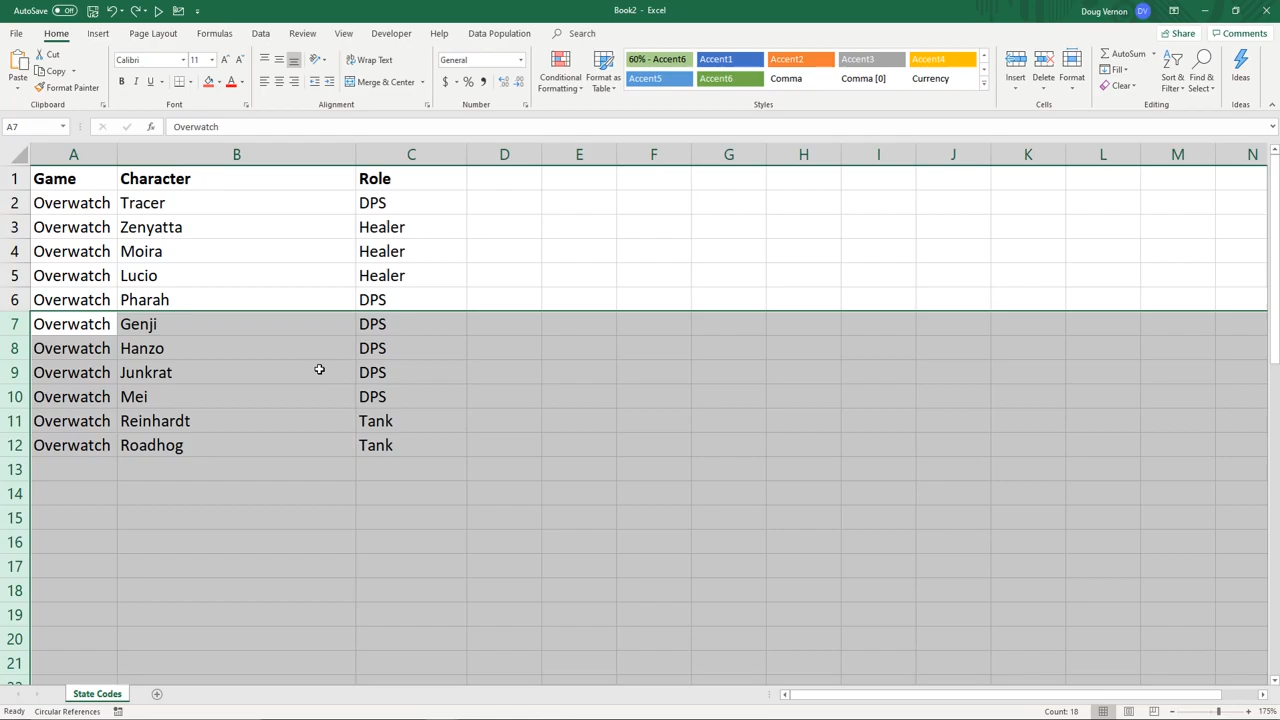 AutoSave Off
Book2 - Excel
Doug Vernon DV
File Home Insert Page Layout Formulas Data Review View Developer Help Data Population Search
Share Comments
Paste
Cut
Copy
Format Painter
Clipboard
Calibri 11
B I U
Font
Wrap Text
Merge & Center
Alignment
General
$ % ,
Number
Conditional Formatting
Format as Table
60% - Accent6 Accent1 Accent2 Accent3 Accent4
Accent5 Accent6 Comma Comma [0] Currency
Styles
Insert Delete Format
Cells
AutoSum
Fill
Clear
Sort & Filter
Find & Select
Editing
Ideas
Ideas
A7 fx Overwatch
A B C D E F G H I J K L M N
1 Game Character Role
2 Overwatch Tracer DPS
3 Overwatch Zenyatta Healer
4 Overwatch Moira Healer
5 Overwatch Lucio Healer
6 Overwatch Pharah DPS
7 Overwatch Genji DPS
8 Overwatch Hanzo DPS
9 Overwatch Junkrat DPS
10 Overwatch Mei DPS
11 Overwatch Reinhardt Tank
12 Overwatch Roadhog Tank
13
14
15
16
17
18
19
20
21
State Codes
Ready Circular References Count: 18 175%